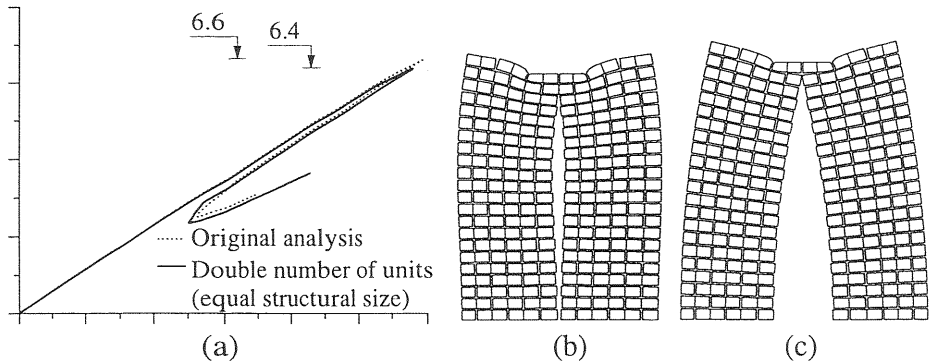 6.6
6.4
Original analysis
Double number of units
(equal structural size)
(a)
(b)
(c)